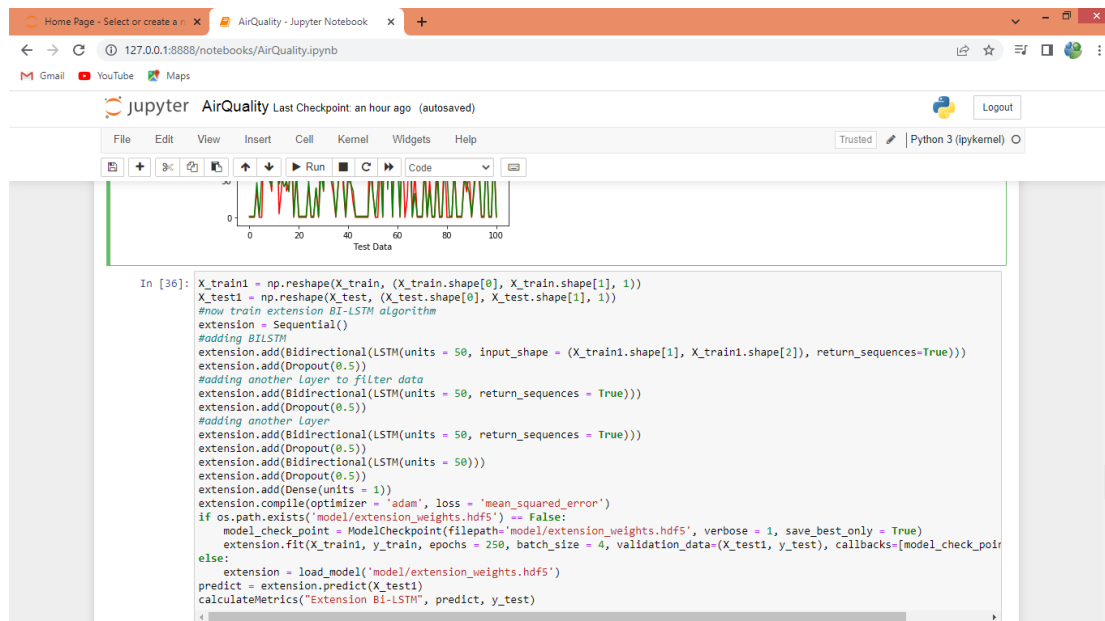 Home Page - Select or create a n
AirQuality - Jupyter Notebook
127.0.0.1:8888/notebooks/AirQuality.ipynb
Gmail YouTube Maps
jupyter AirQuality Last Checkpoint: an hour ago (autosaved)
Logout
File Edit View Insert Cell Kernel Widgets Help
Trusted Python 3 (ipykernel)
Run Code
0
0 20 40 60 80 100
Test Data
In [36]: X_train1 = np.reshape(X_train, (X_train.shape[0], X_train.shape[1], 1))
X_test1 = np.reshape(X_test, (X_test.shape[0], X_test.shape[1], 1))
#now train extension BI-LSTM algorithm
extension = Sequential()
#adding BILSTM
extension.add(Bidirectional(LSTM(units = 50, input_shape = (X_train1.shape[1], X_train1.shape[2]), return_sequences=True)))
extension.add(Dropout(0.5))
#adding another layer to filter data
extension.add(Bidirectional(LSTM(units = 50, return_sequences = True)))
extension.add(Dropout(0.5))
#adding another layer
extension.add(Bidirectional(LSTM(units = 50, return_sequences = True)))
extension.add(Dropout(0.5))
extension.add(Bidirectional(LSTM(units = 50)))
extension.add(Dropout(0.5))
extension.add(Dense(units = 1))
extension.compile(optimizer = 'adam', loss = 'mean_squared_error')
if os.path.exists('model/extension_weights.hdf5') == False:
    model_check_point = ModelCheckpoint(filepath='model/extension_weights.hdf5', verbose = 1, save_best_only = True)
    extension.fit(X_train1, y_train, epochs = 250, batch_size = 4, validation_data=(X_test1, y_test), callbacks=[model_check_poin
else:
    extension = load_model('model/extension_weights.hdf5')
predict = extension.predict(X_test1)
calculateMetrics("Extension Bi-LSTM", predict, y_test)